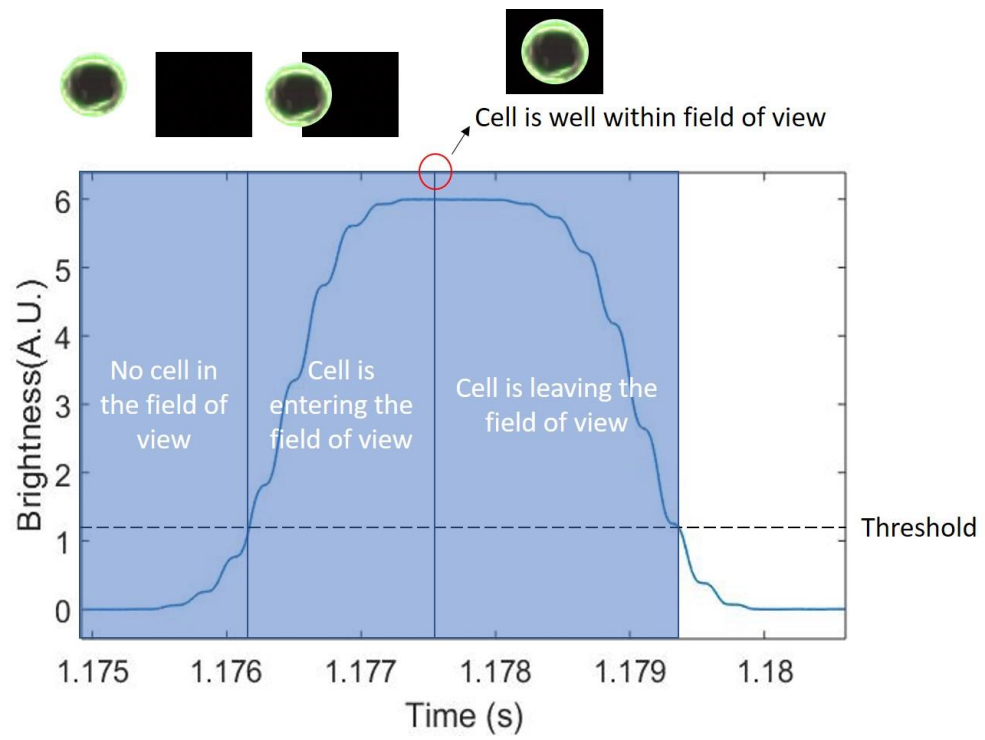 Cell is well within field of view
6
5
4
3
2
1
0
Brightness(A.U.)
No cell in
the field of
view
Cell is
entering the
field of view
Cell is leaving the
field of view
Threshold
1.175 1.176 1.177 1.178 1.179 1.18
Time (s)